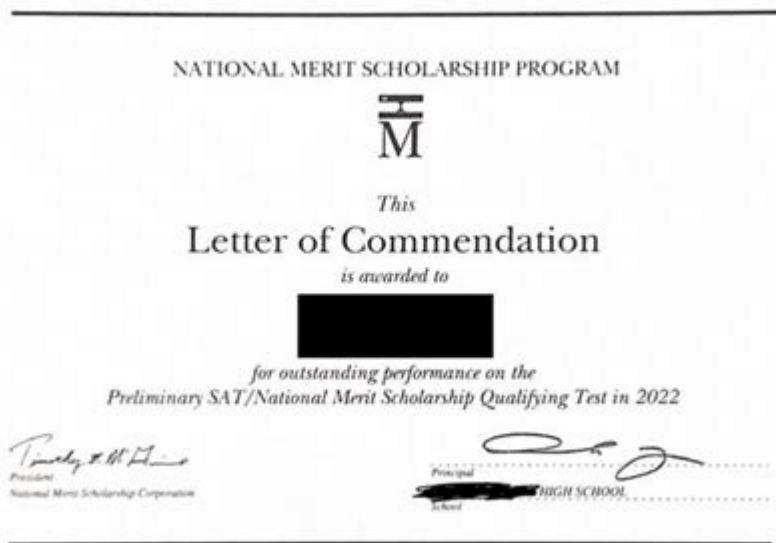 NATIONAL MERIT SCHOLARSHIP PROGRAM
M
This
Letter of Commendation
is awarded to
for outstanding performance on the
Preliminary SAT/National Merit Scholarship Qualifying Test in 2022
President
National Merit Scholarship Corporation
Principal
HIGH SCHOOL
School